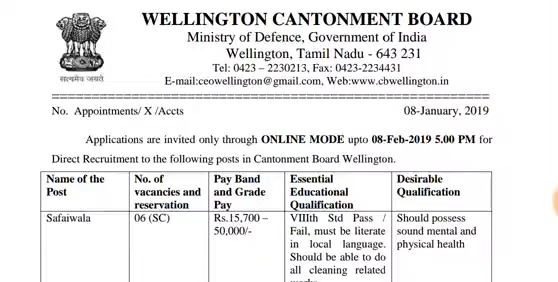 WELLINGTON CANTONMENT BOARD
Ministry of Defence, Government of India
Wellington, Tamil Nadu - 643 231
Tel: 0423 – 2230213, Fax: 0423-2234431
सत्यमेव जयते
E-mail:ceowellington@gmail.com, Web:www.cbwellington.in
No. Appointments/ X /Accts 08-January, 2019
Applications are invited only through ONLINE MODE upto 08-Feb-2019 5.00 PM for
Direct Recruitment to the following posts in Cantonment Board Wellington.
Name of the
Post
No. of
vacancies and
reservation
Pay Band
and Grade
Pay
Essential
Educational
Qualification
Desirable
Qualification
Safaiwala
06 (SC)
Rs.15,700 –
50,000/-
VIIIth Std Pass /
Fail, must be literate
in local language.
Should be able to do
all cleaning related
Should possess
sound mental and
physical health